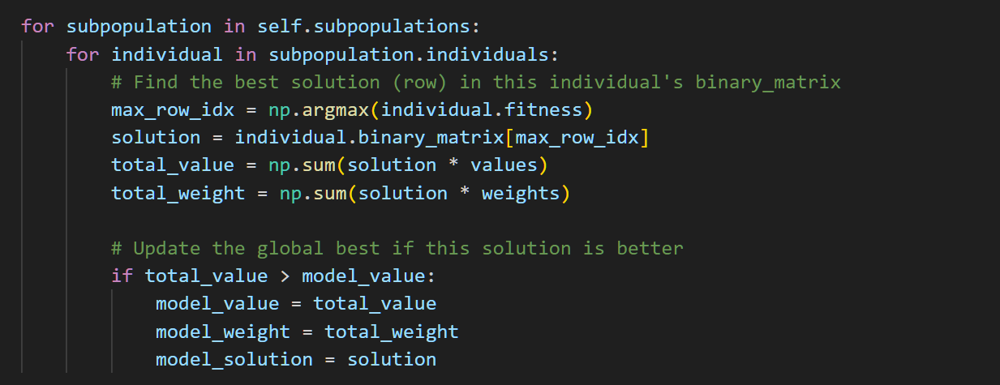 for subpopulation in self.subpopulations:
    for individual in subpopulation.individuals:
        # Find the best solution (row) in this individual's binary_matrix
        max_row_idx = np.argmax(individual.fitness)
        solution = individual.binary_matrix[max_row_idx]
        total_value = np.sum(solution * values)
        total_weight = np.sum(solution * weights)

        # Update the global best if this solution is better
        if total_value > model_value:
            model_value = total_value
            model_weight = total_weight
            model_solution = solution